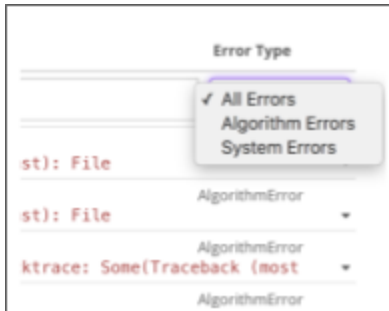 Error Type
✓ All Errors
Algorithm Errors
System Errors
st): File
AlgorithmError
st): File
AlgorithmError
ktrace: Some(Traceback (most
AlgorithmError